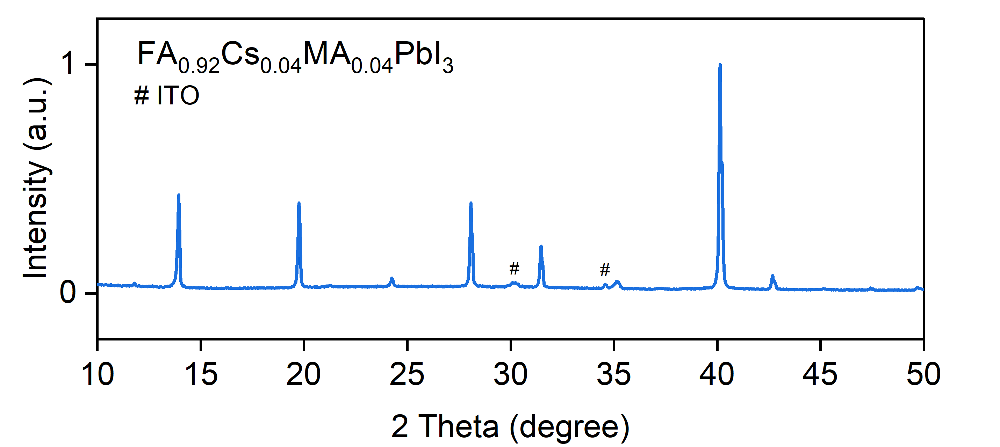 FA₀.₉₂Cs₀.₀₄MA₀.₀₄PbI₃
# ITO
1
0
Intensity (a.u.)
#
#
10 15 20 25 30 35 40 45 50
2 Theta (degree)